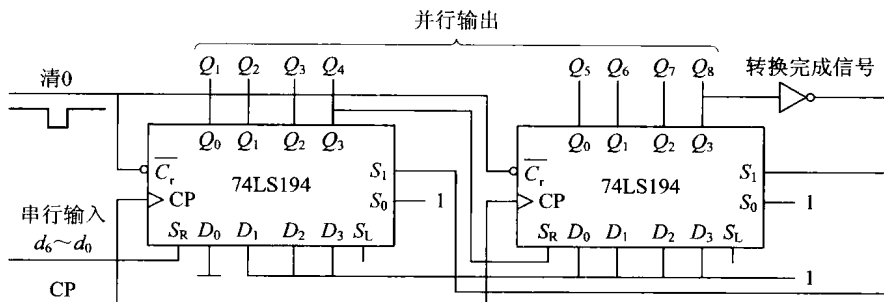 并行输出
Q1 Q2 Q3 Q4 Q5 Q6 Q7 Q8 转换完成信号
清0
Q0 Q1 Q2 Q3 Q0 Q1 Q2 Q3
Cr S1 Cr S1
74LS194 74LS194
CP S0 1 CP S0 1
串行输入 SR D0 D1 D2 D3 SL SR D0 D1 D2 D3 SL
d6～d0 1
CP